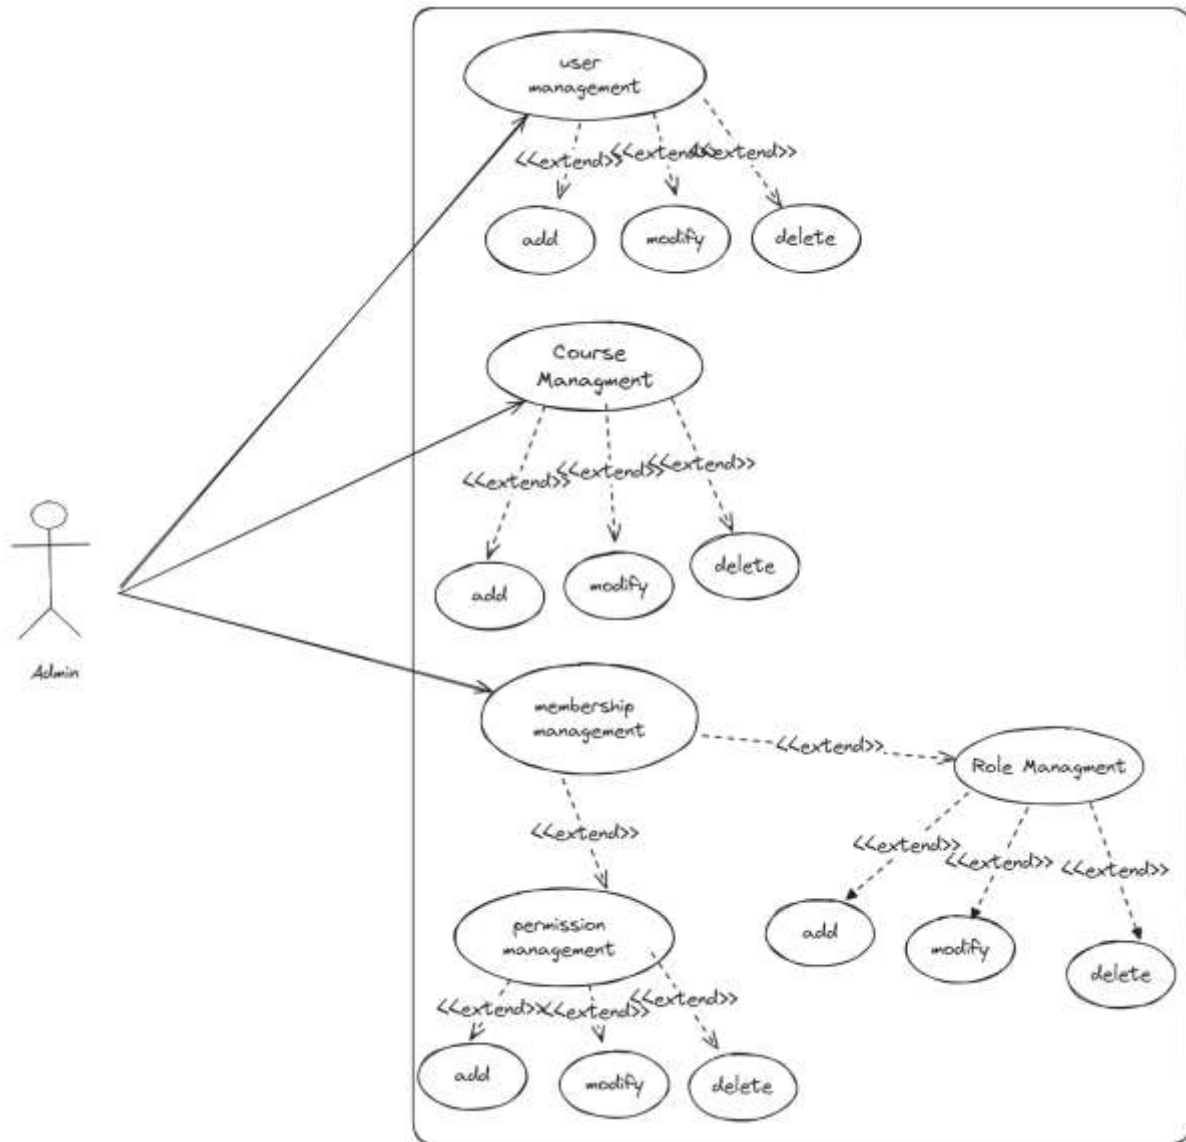 user
management
<<extend>> <<extend>> <<extend>>
add modify delete
Course
Managment
<<extend>> <<extend>> <<extend>>
add modify delete
Admin
membership
management
<<extend>>
Role Managment
<<extend>>
<<extend>> <<extend>> <<extend>>
add modify delete
permission
management
<<extend>> <<extend>> <<extend>>
add modify delete